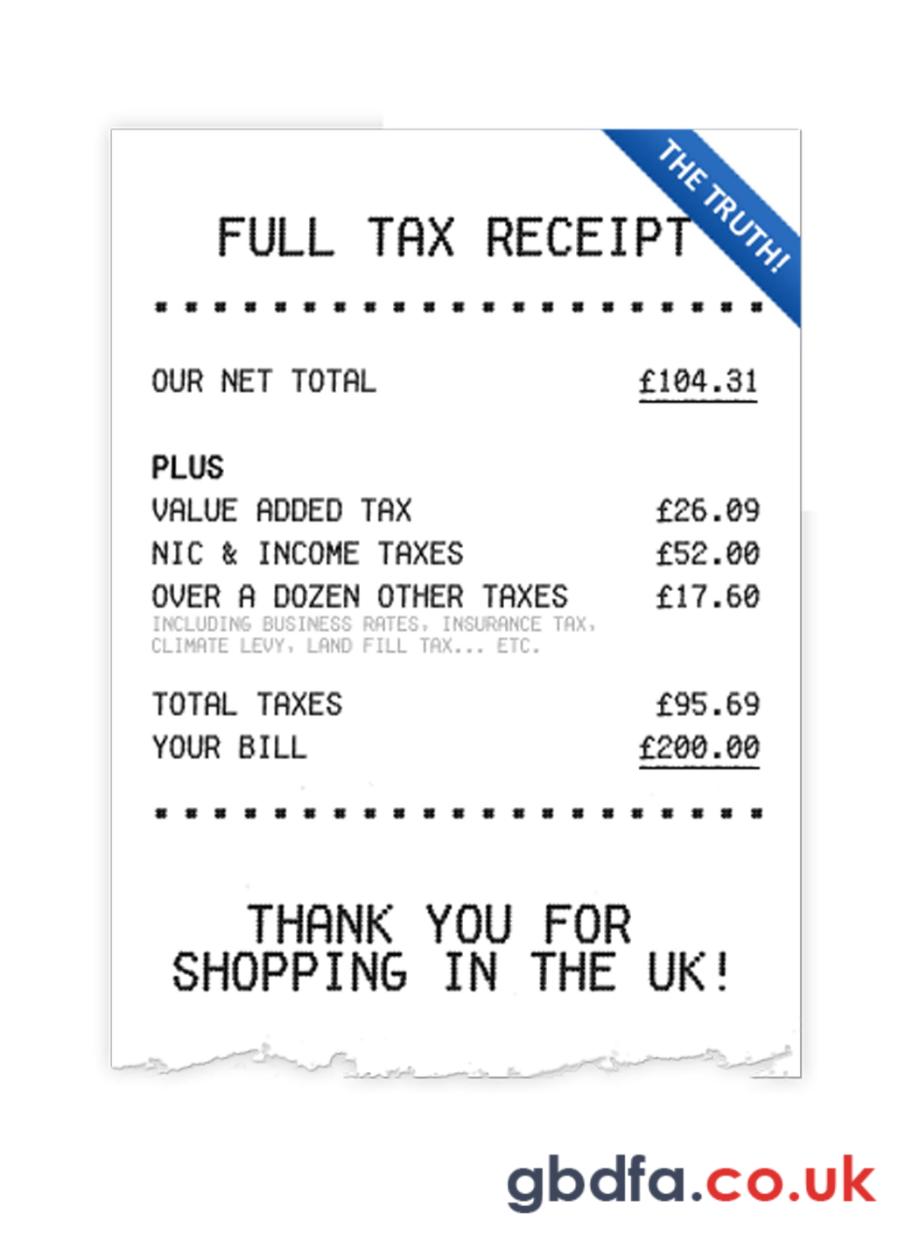 THE TRUTH!
FULL TAX RECEIPT
OUR NET TOTAL £104.31
PLUS
VALUE ADDED TAX £26.09
NIC & INCOME TAXES £52.00
OVER A DOZEN OTHER TAXES £17.60
INCLUDING BUSINESS RATES, INSURANCE TAX,
CLIMATE LEVY, LAND FILL TAX... ETC.
TOTAL TAXES £95.69
YOUR BILL £200.00
THANK YOU FOR
SHOPPING IN THE UK!
gbdfa.co.uk